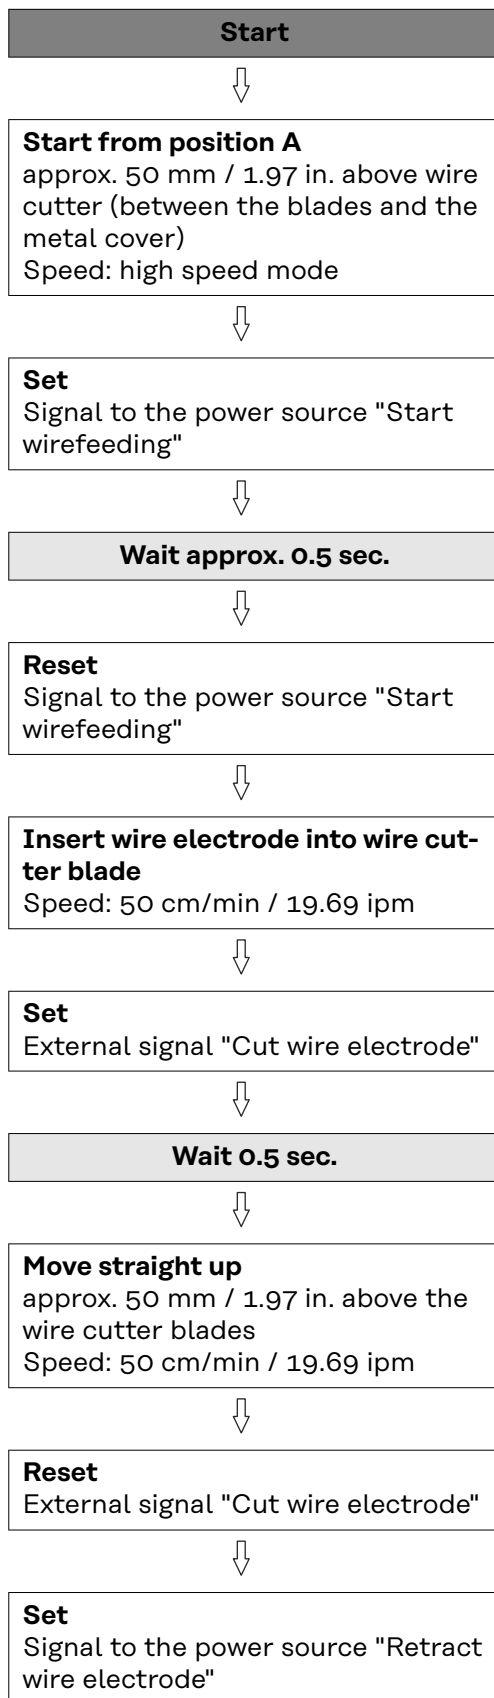 Start
Start from position A
approx. 50 mm / 1.97 in. above wire
cutter (between the blades and the
metal cover)
Speed: high speed mode
Set
Signal to the power source "Start
wirefeeding"
Wait approx. 0.5 sec.
Reset
Signal to the power source "Start
wirefeeding"
Insert wire electrode into wire cut-
ter blade
Speed: 50 cm/min / 19.69 ipm
Set
External signal "Cut wire electrode"
Wait 0.5 sec.
Move straight up
approx. 50 mm / 1.97 in. above the
wire cutter blades
Speed: 50 cm/min / 19.69 ipm
Reset
External signal "Cut wire electrode"
Set
Signal to the power source "Retract
wire electrode"